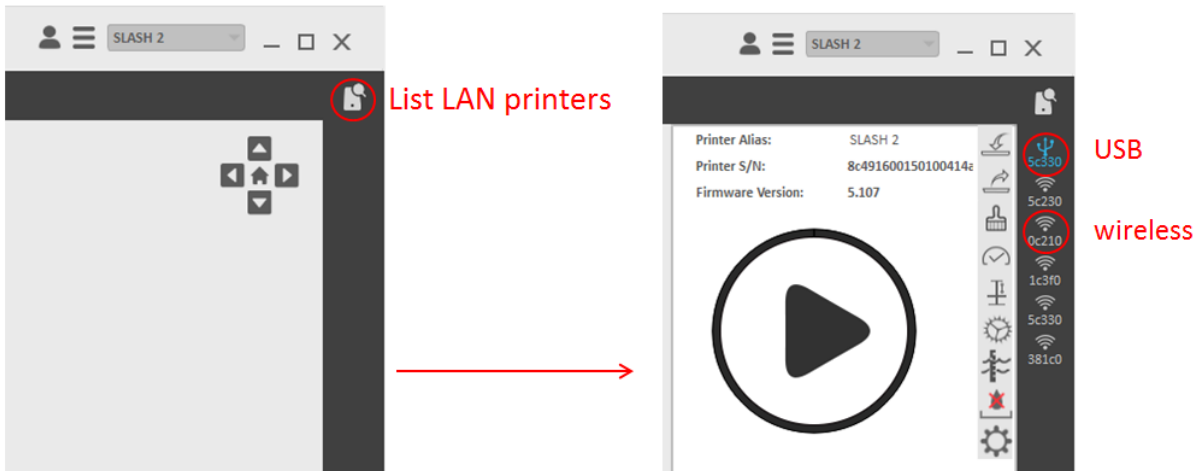 SLASH 2
List LAN printers
SLASH 2
Printer Alias: SLASH 2
Printer S/N: 8c491600150100414a
Firmware Version: 5.107
5c330
5c230
0c210
1c3f0
5c330
381c0
USB
wireless